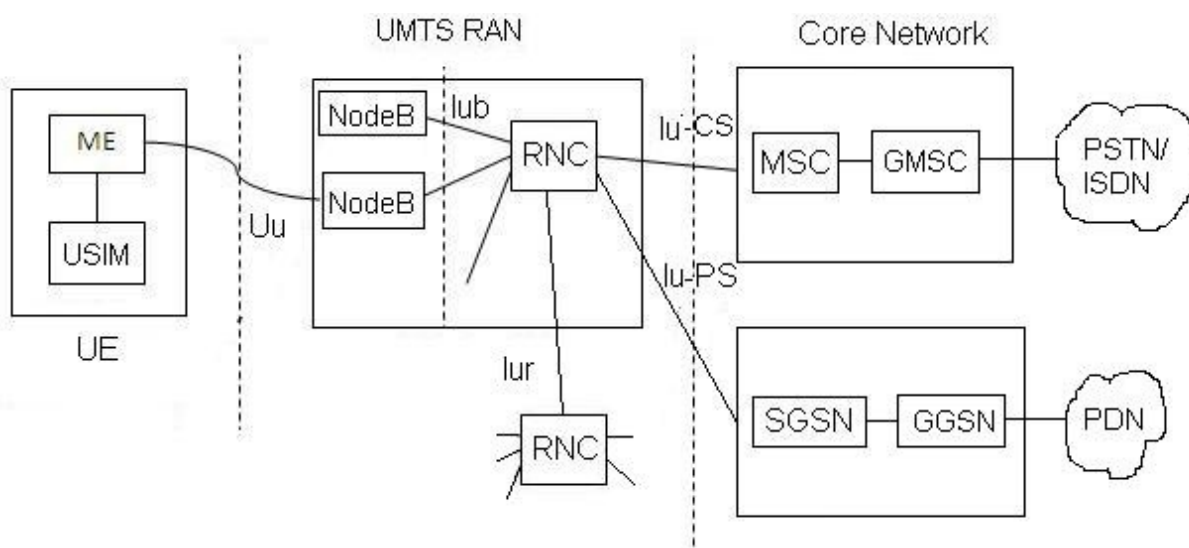 UMTS RAN
Core Network
ME
USIM
UE
Uu
NodeB
NodeB
Iub
RNC
Iur
RNC
Iu-CS
Iu-PS
MSC
GMSC
PSTN/
ISDN
SGSN
GGSN
PDN